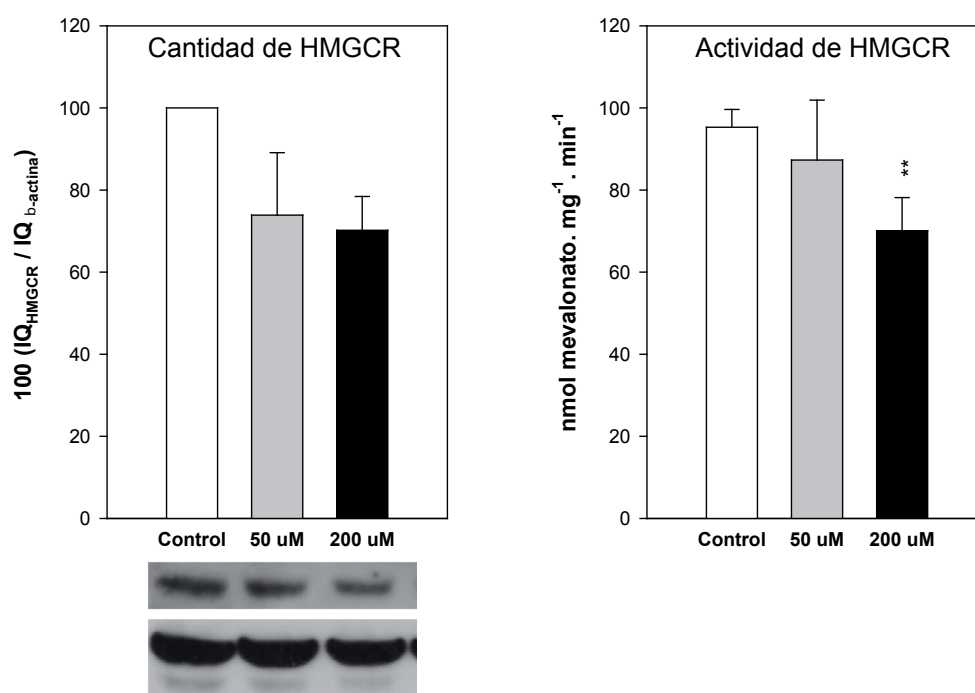 Cantidad de HMGCR
100 (IQHMGCR / IQ b-actina)
120
100
80
60
40
20
0
Control 50 uM 200 uM
Actividad de HMGCR
nmol mevalonato. mg-1. min-1
120
100
80
60
40
20
0
**
Control 50 uM 200 uM